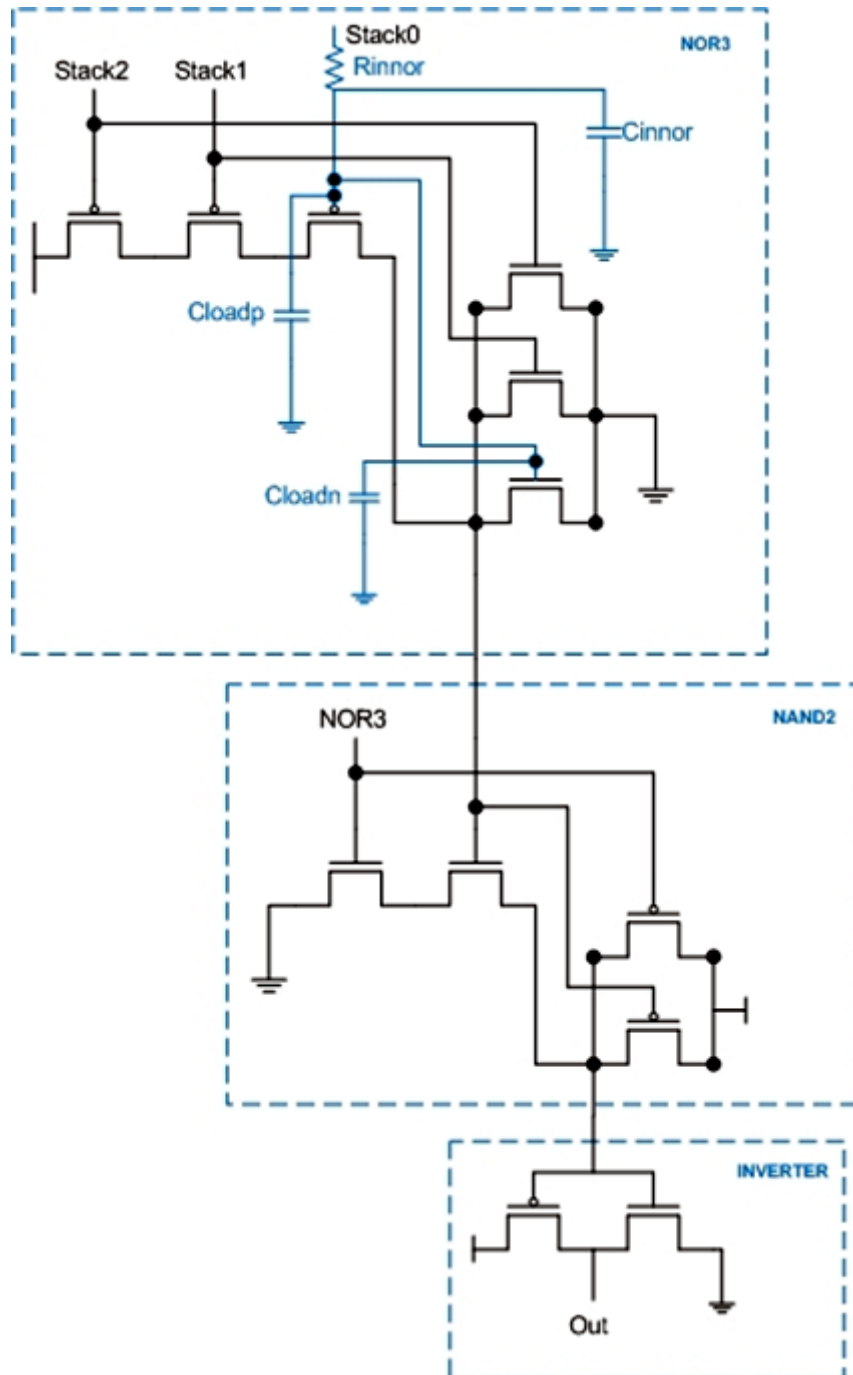 Stack0
NOR3
Stack2
Stack1
Rinnor
Cinnor
Cloadp
Cloadn
NOR3
NAND2
INVERTER
Out